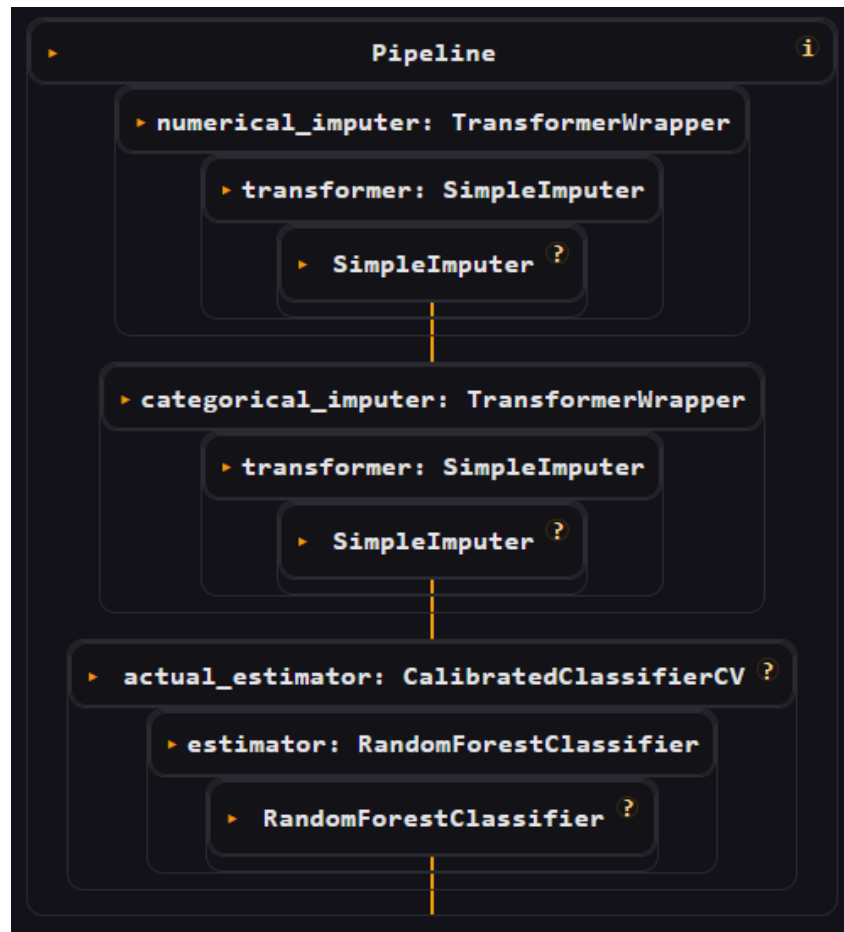 Pipeline i
numerical_imputer: TransformerWrapper
transformer: SimpleImputer
SimpleImputer ?
categorical_imputer: TransformerWrapper
transformer: SimpleImputer
SimpleImputer ?
actual_estimator: CalibratedClassifierCV ?
estimator: RandomForestClassifier
RandomForestClassifier ?